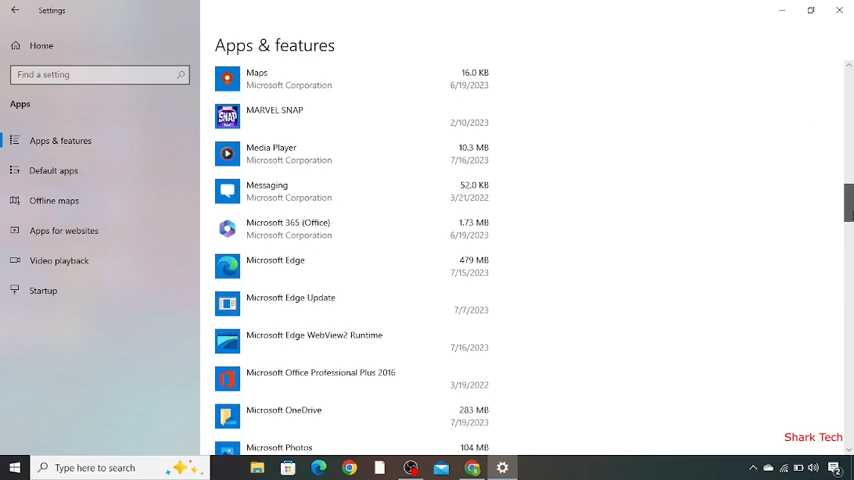 Settings
Home
Find a setting
Apps
Apps & features
Default apps
Offline maps
Apps for websites
Video playback
Startup
Apps & features
Maps 16.0 KB
Microsoft Corporation 6/19/2023
MARVEL SNAP
2/10/2023
Media Player 10.3 MB
Microsoft Corporation 7/16/2023
Messaging 52.0 KB
Microsoft Corporation 3/21/2022
Microsoft 365 (Office) 1.73 MB
Microsoft Corporation 6/19/2023
Microsoft Edge 479 MB
7/15/2023
Microsoft Edge Update
7/7/2023
Microsoft Edge WebView2 Runtime
7/16/2023
Microsoft Office Professional Plus 2016
3/19/2022
Microsoft OneDrive 283 MB
7/19/2023
Microsoft Photos 104 MB
Shark Tech
Type here to search
2
SNAP